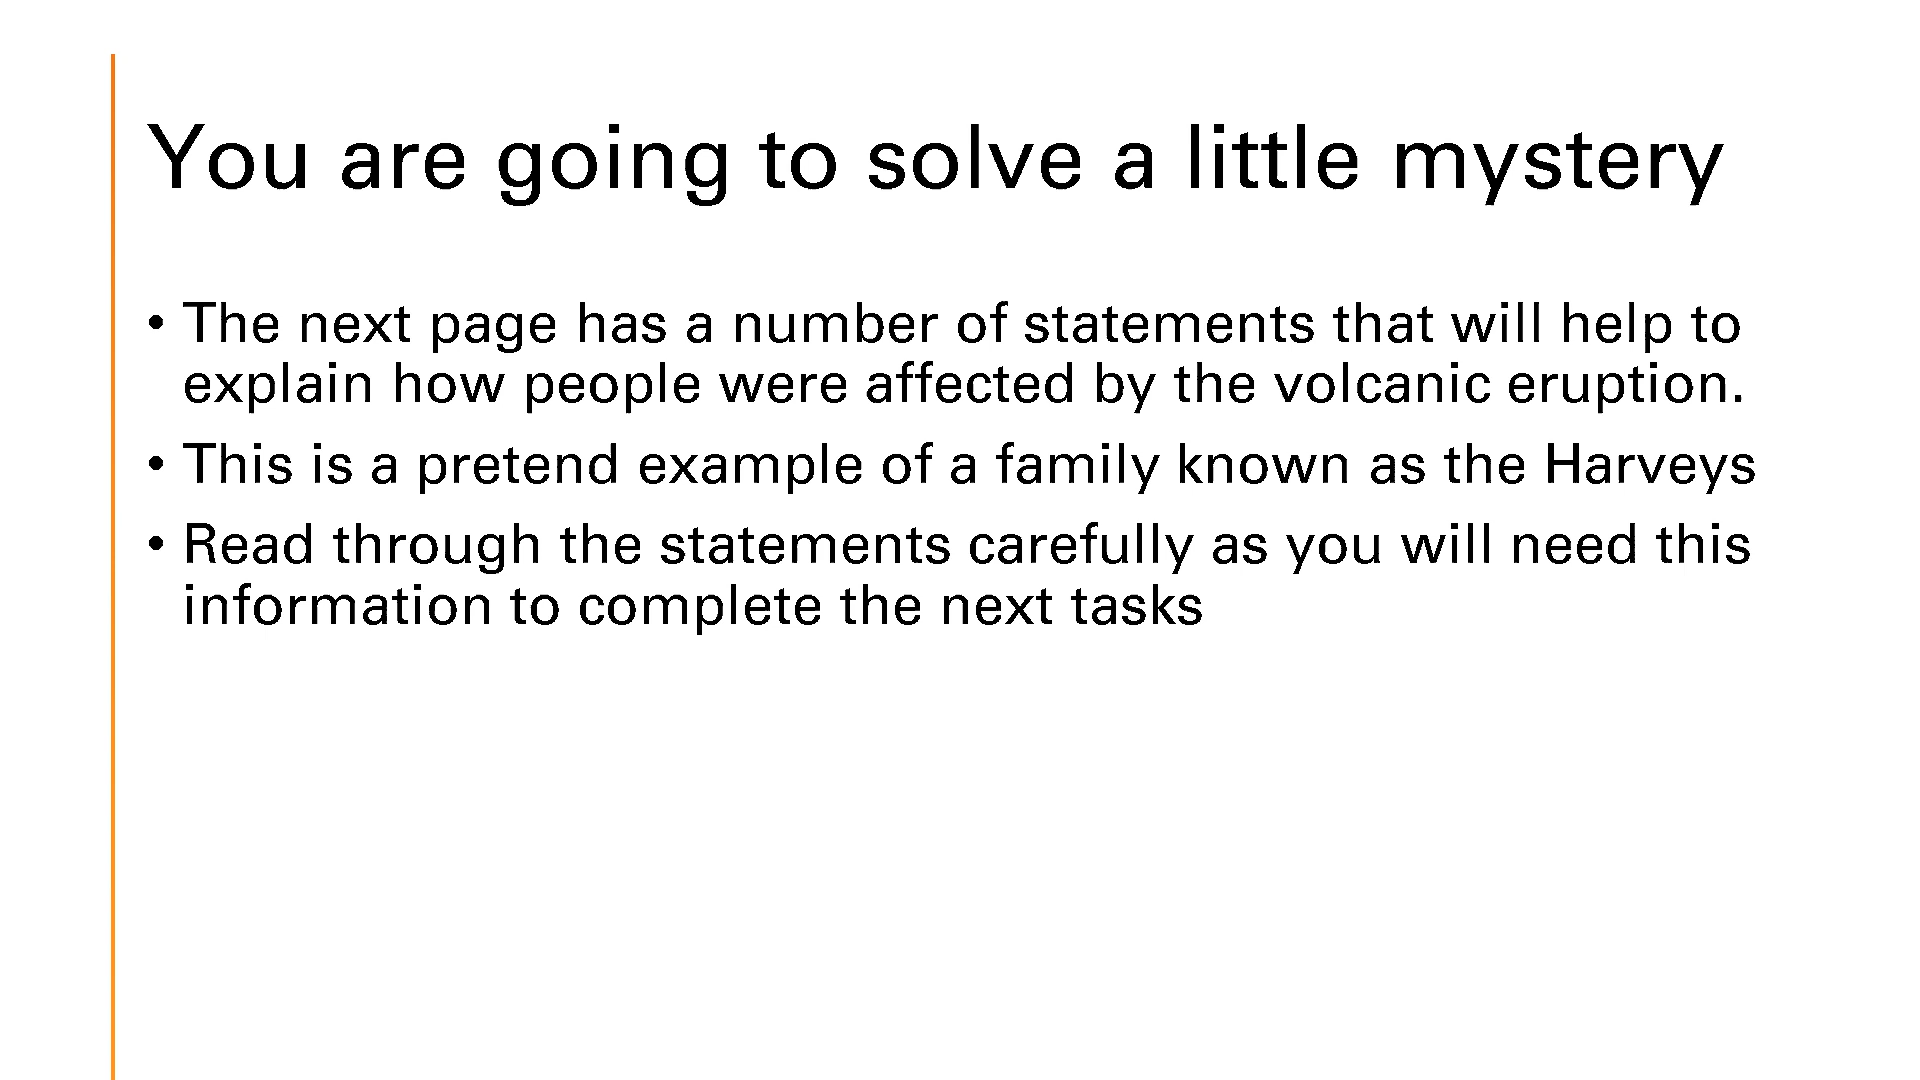 You are going to solve a little mystery
• The next page has a number of statements that will help to
explain how people were affected by the volcanic eruption.
• This is a pretend example of a family known as the Harveys
• Read through the statements carefully as you will need this
information to complete the next tasks